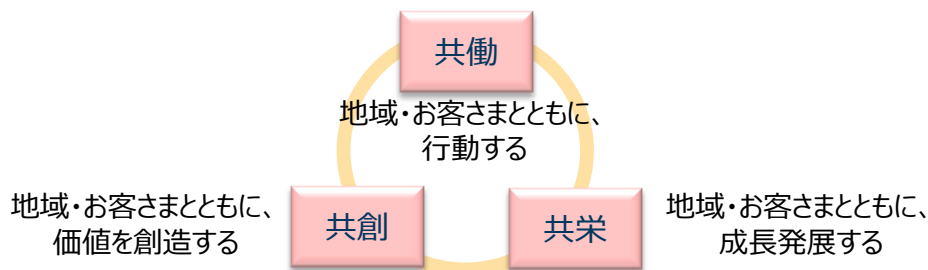 共働
地域・お客さまとともに、
行動する
地域・お客さまとともに、
価値を創造する
共創
共栄
地域・お客さまとともに、
成長発展する